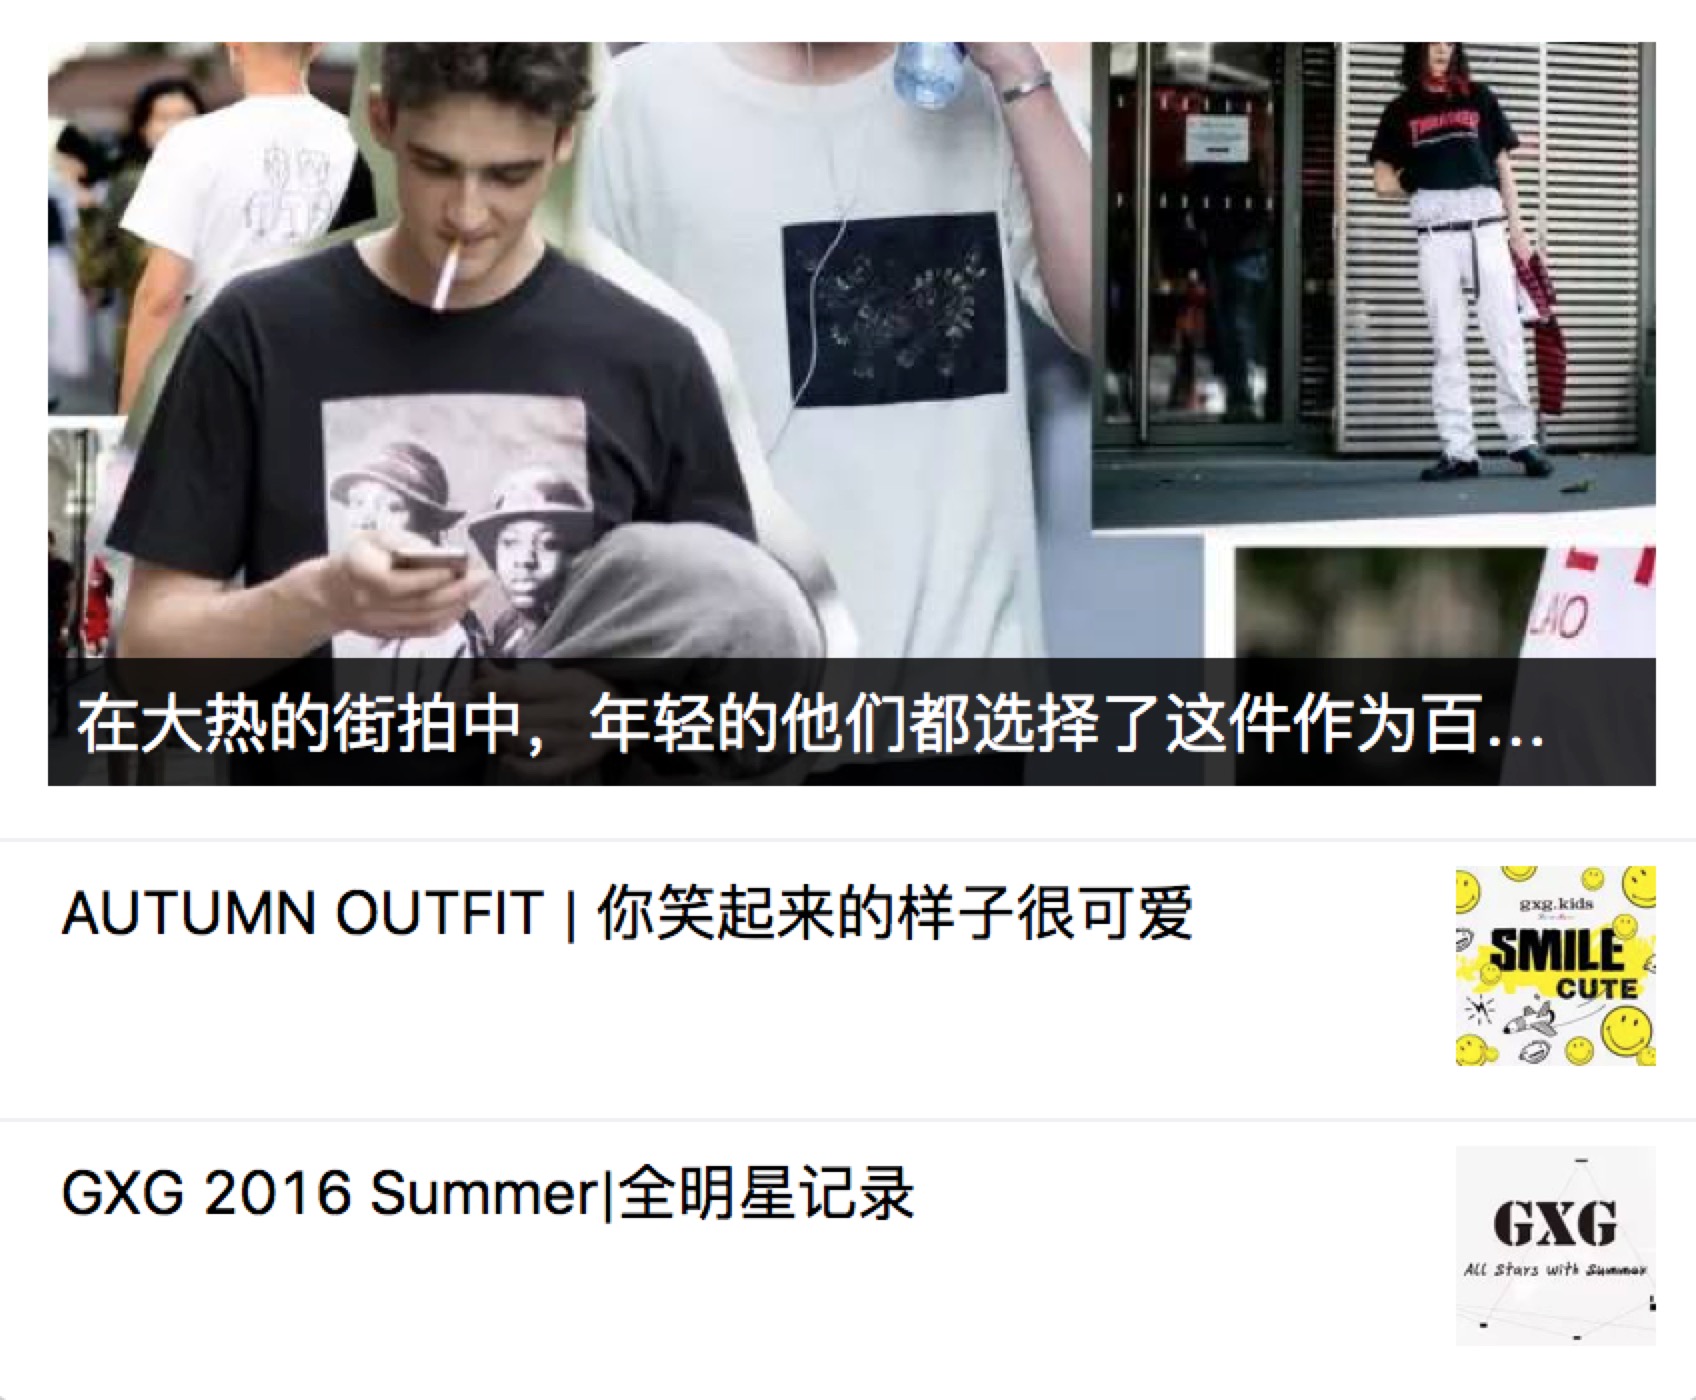 THRASHER
LAIO
在大热的街拍中，年轻的他们都选择了这件作为百...
AUTUMN OUTFIT | 你笑起来的样子很可爱
gxg.kids
SMILE
CUTE
GXG 2016 Summer|全明星记录
GXG
All Stars with Summer